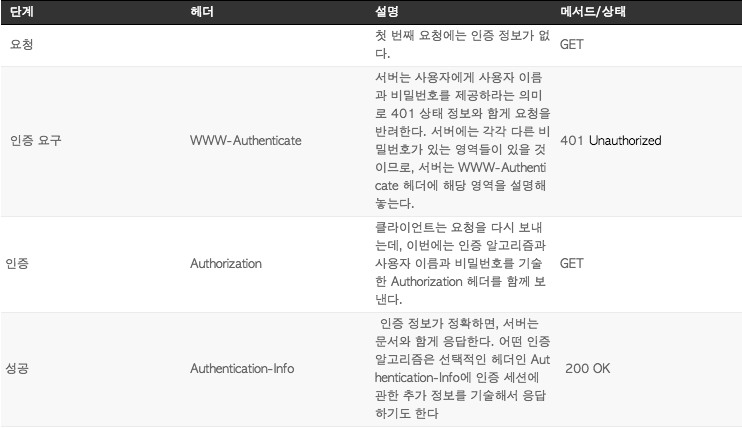 단계 헤더 설명 메서드/상태
요청 첫 번째 요청에는 인증 정보가 없 GET
다.
서버는 사용자에게 사용자 이름
과 비밀번호를 제공하라는 의미
로 401 상태 정보와 함게 요청을
반려한다. 서버에는 각각 다른 비
인증 요구 WWW-Authenticate 밀번호가 있는 영역들이 있을 것 401 Unauthorized
이므로, 서버는 WWW-Authenti
cate 헤더에 해당 영역을 설명해
놓는다.
클라이언트는 요청을 다시 보내
는데, 이번에는 인증 알고리즘과
인증 Authorization 사용자 이름과 비밀번호를 기술 GET
한 Authorization 헤더를 함께 보
낸다.
인증 정보가 정확하면, 서버는
문서와 함께 응답한다. 어떤 인증
성공 Authentication-Info 알고리즘은 선택적인 헤더인 Aut 200 OK
hentication-Info에 인증 세션에
관한 추가 정보를 기술해서 응답
하기도 한다